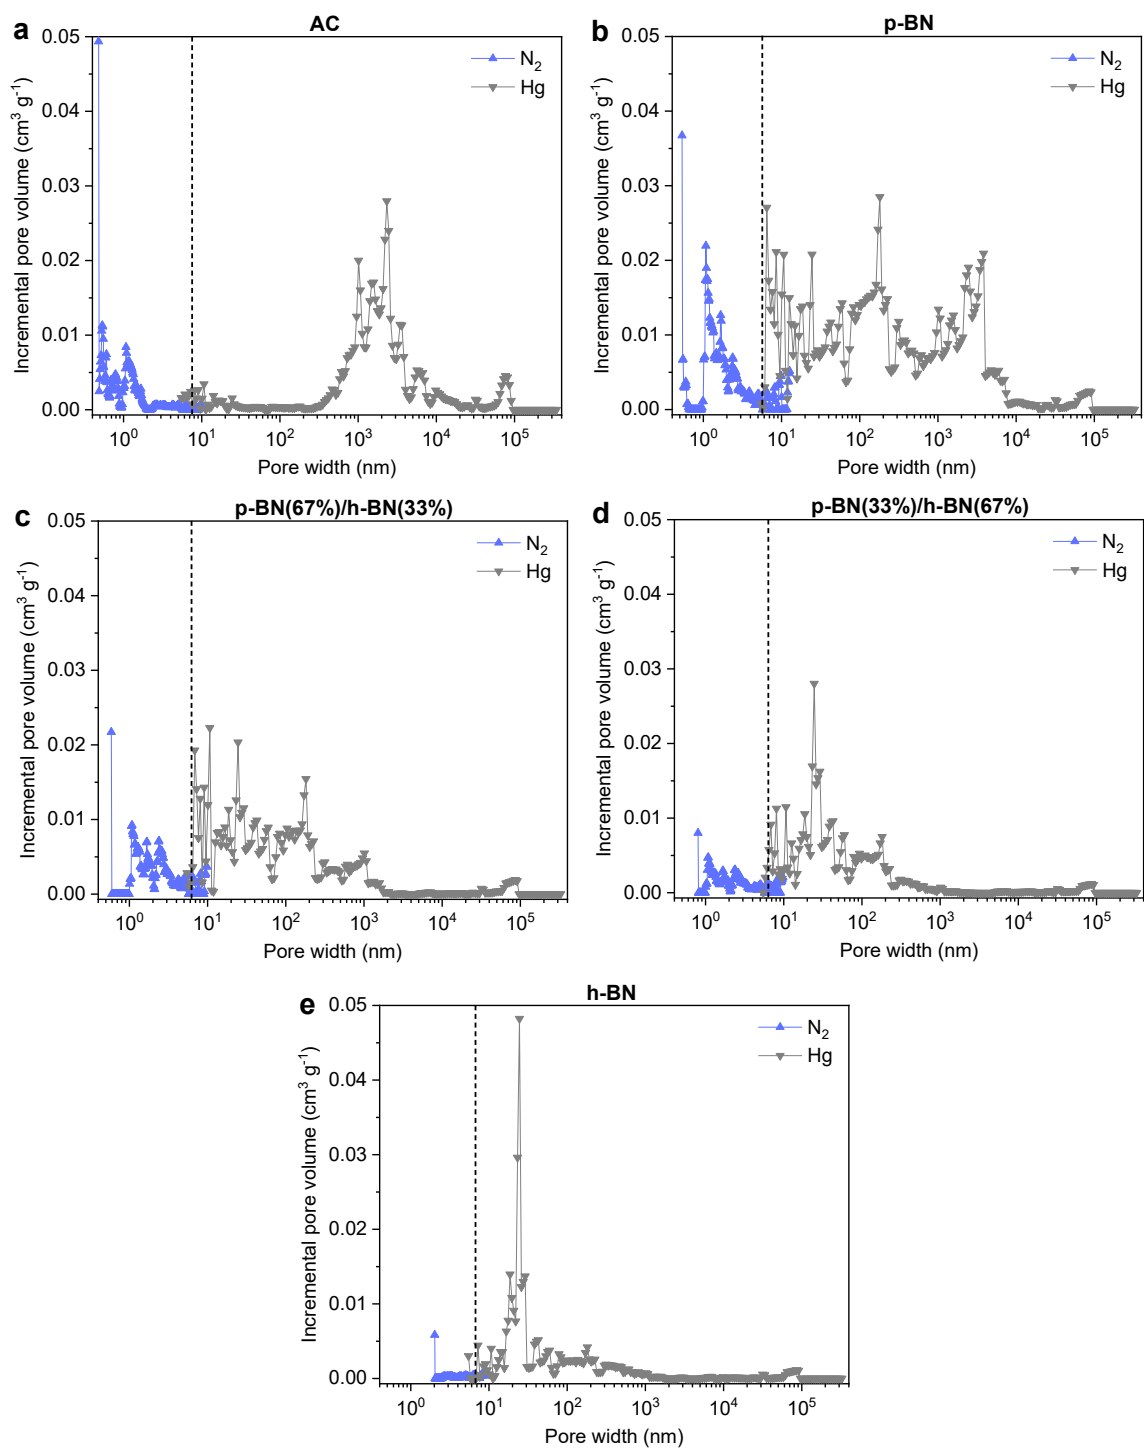 a
AC
Incremental pore volume (cm³ g⁻¹)
0.05
0.04
0.03
0.02
0.01
0.00
N₂
Hg
10⁰ 10¹ 10² 10³ 10⁴ 10⁵
Pore width (nm)
b
p-BN
Incremental pore volume (cm³ g⁻¹)
0.05
0.04
0.03
0.02
0.01
0.00
N₂
Hg
10⁰ 10¹ 10² 10³ 10⁴ 10⁵
Pore width (nm)
c
p-BN(67%)/h-BN(33%)
Incremental pore volume (cm³ g⁻¹)
0.05
0.04
0.03
0.02
0.01
0.00
N₂
Hg
10⁰ 10¹ 10² 10³ 10⁴ 10⁵
Pore width (nm)
d
p-BN(33%)/h-BN(67%)
Incremental pore volume (cm³ g⁻¹)
0.05
0.04
0.03
0.02
0.01
0.00
N₂
Hg
10⁰ 10¹ 10² 10³ 10⁴ 10⁵
Pore width (nm)
e
h-BN
Incremental pore volume (cm³ g⁻¹)
0.05
0.04
0.03
0.02
0.01
0.00
N₂
Hg
10⁰ 10¹ 10² 10³ 10⁴ 10⁵
Pore width (nm)